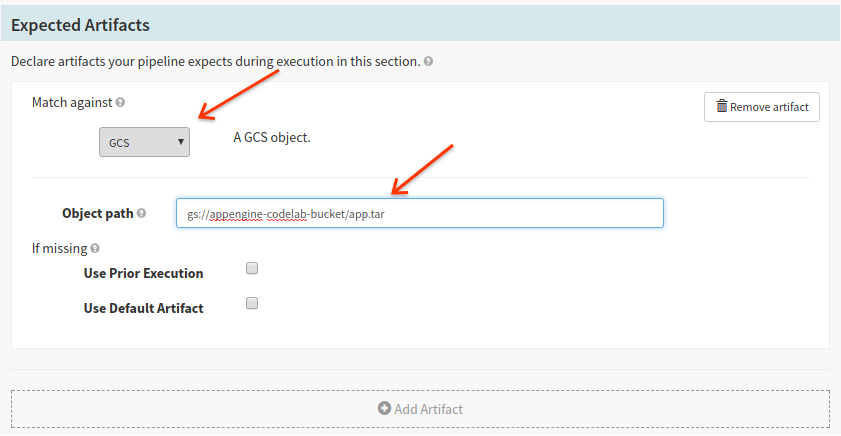 Expected Artifacts
Declare artifacts your pipeline expects during execution in this section.
Match against
Remove artifact
GCS
A GCS object.
Object path
gs://appengine-codelab-bucket/app.tar
If missing
Use Prior Execution
Use Default Artifact
Add Artifact